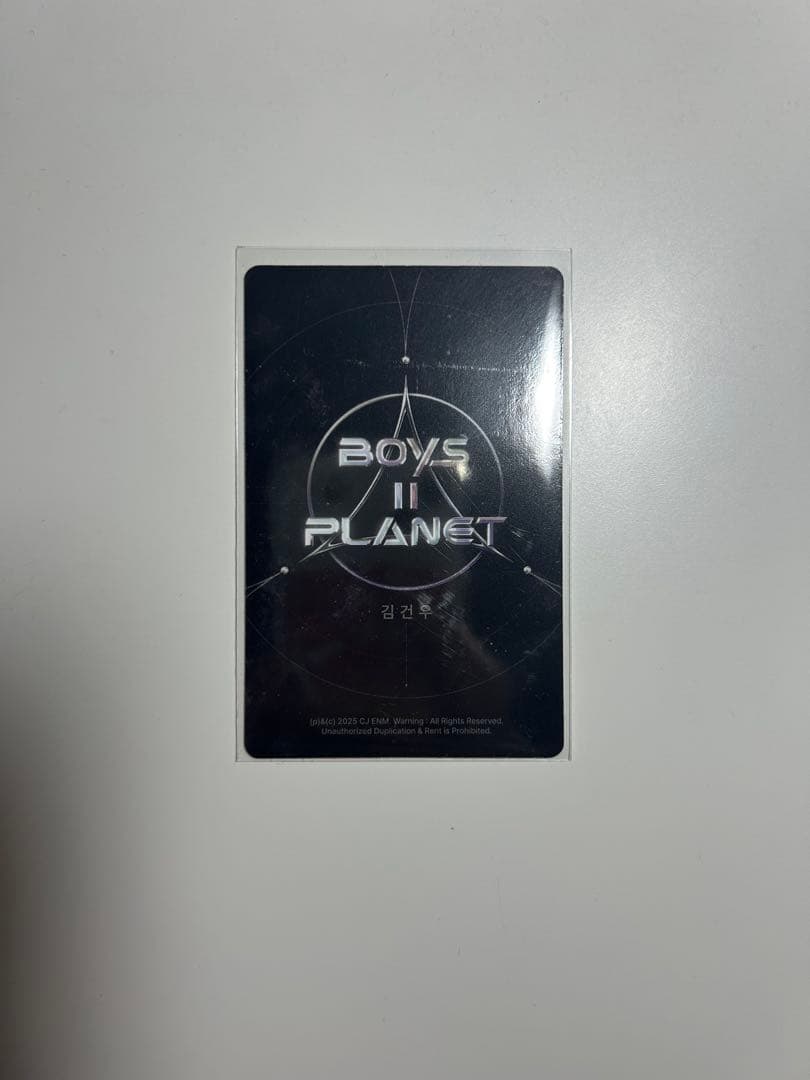 BOYS
II
PLANET
김건우
(p)&(c) 2025 CJ ENM. Warning : All Rights Reserved.
Unauthorized Duplication & Rent is Prohibited.